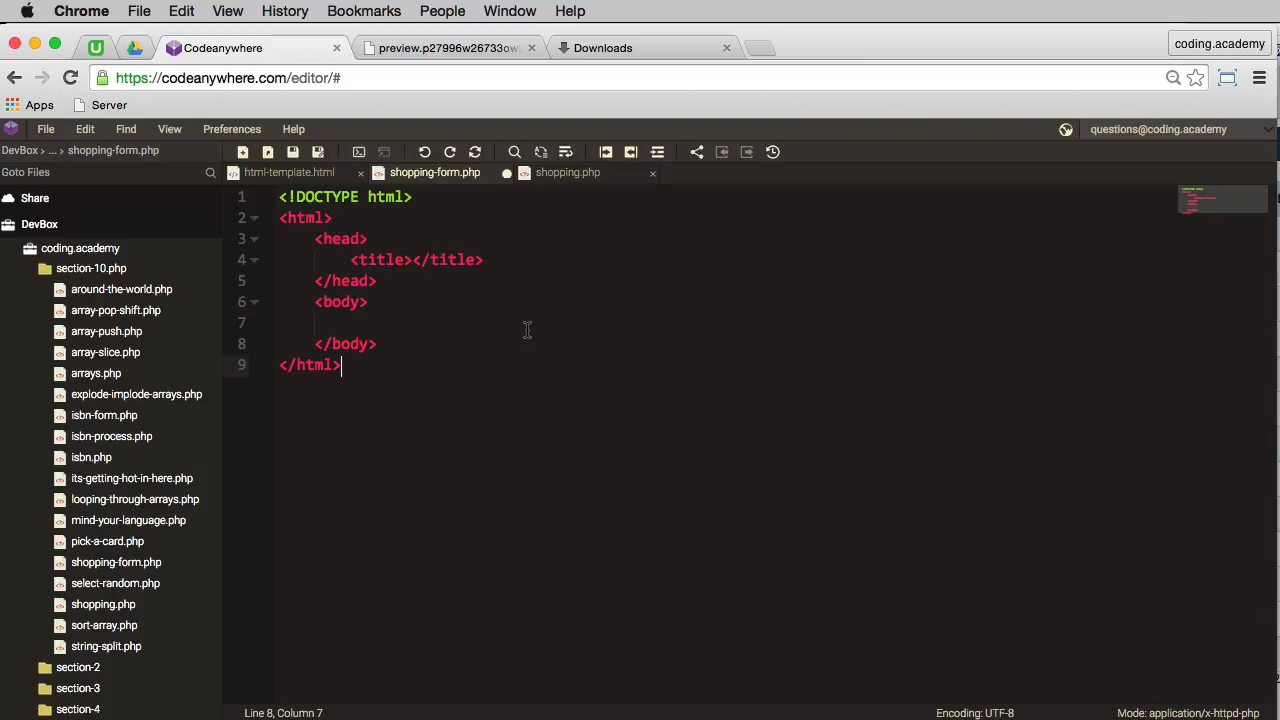 Chrome File Edit View History Bookmarks People Window Help
Codeanywhere
preview.p27996w26733ow2
Downloads
coding.academy
https://codeanywhere.com/editor/#
Apps Server
File Edit Find View Preferences Help
questions@coding.academy
DevBox > ... > shopping-form.php
Goto Files
html-template.html
shopping-form.php
shopping.php
Share
DevBox
coding.academy
section-10.php
around-the-world.php
array-pop-shift.php
array-push.php
array-slice.php
arrays.php
explode-implode-arrays.php
isbn-form.php
isbn-process.php
isbn.php
its-getting-hot-in-here.php
looping-through-arrays.php
mind-your-language.php
pick-a-card.php
shopping-form.php
select-random.php
shopping.php
sort-array.php
string-split.php
section-2
section-3
section-4
1 <!DOCTYPE html>
2 <html>
3 <head>
4 <title></title>
5 </head>
6 <body>
7
8 </body>
9 </html>
Line 8, Column 7
Encoding: UTF-8
Mode: application/x-httpd-php